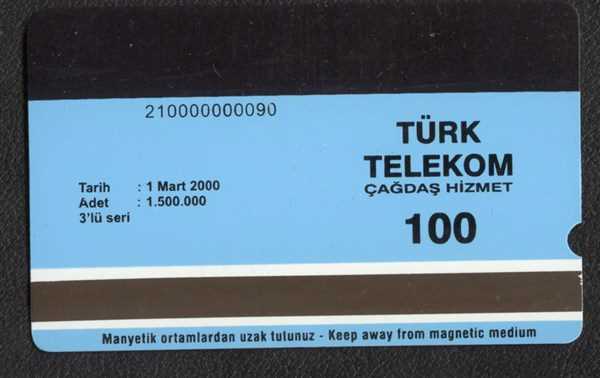 210000000090
TÜRK
TELEKOM
ÇAĞDAŞ HİZMET
100
Tarih : 1 Mart 2000
Adet : 1.500.000
3'lü seri
Manyetik ortamlardan uzak tutunuz - Keep away from magnetic medium